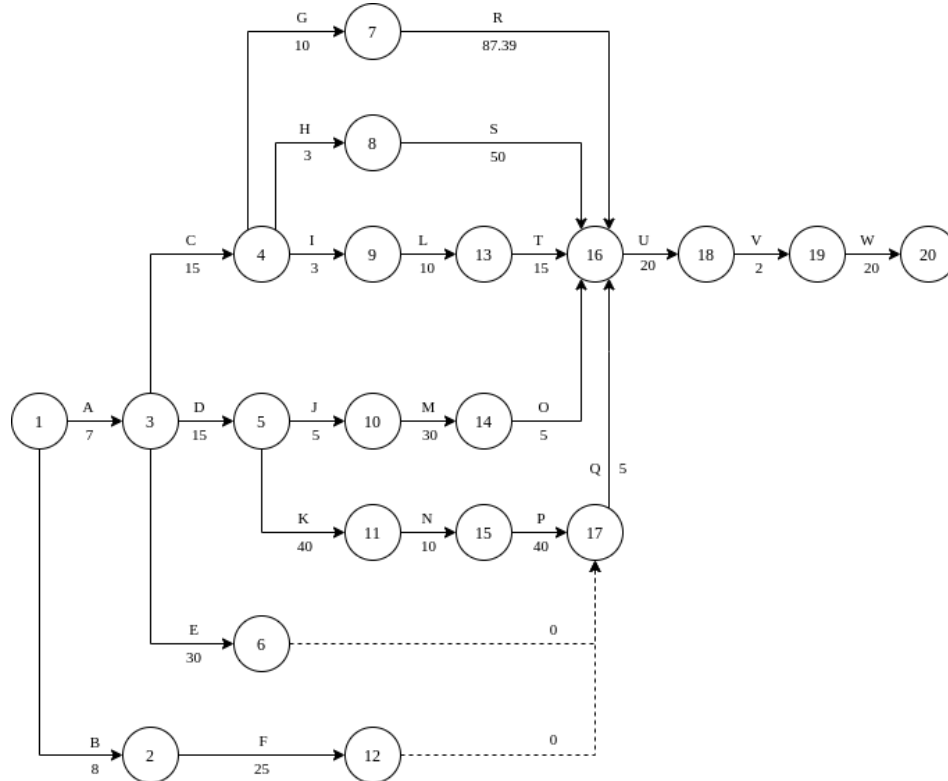 G R
7
10 87.39
H S
8
3 50
C I L T U V W
4 9 13 16 18 19 20
15 3 10 15 20 2 20
A D J M O
1 3 5 10 14
7 15 5 30 5
Q 5
K N P
11 15 17
40 10 40
E 0
6
30
B F 0
2 12
8 25